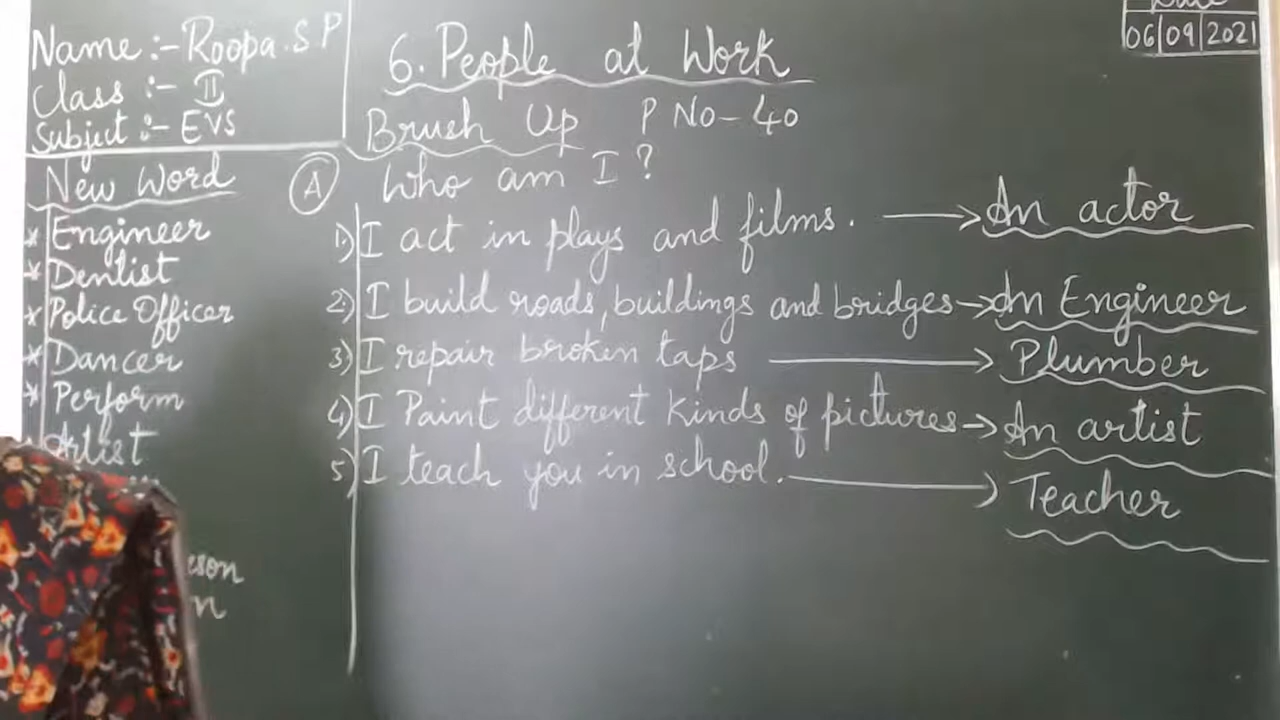 Name :- Roopa.S P
Class :- II
Subject :- EVS
Date
06|09|2021
6. People at Work
Brush Up P No-40
New Word
* Engineer
* Dentist
* Police Officer
* Dancer
* Perform
Artist
A Who am I ?
1) I act in plays and films. → An actor
2) I build roads, buildings and bridges → An Engineer
3) I repair broken taps → Plumber
4) I Paint different kinds of pictures → An artist
5) I teach you in school. → Teacher